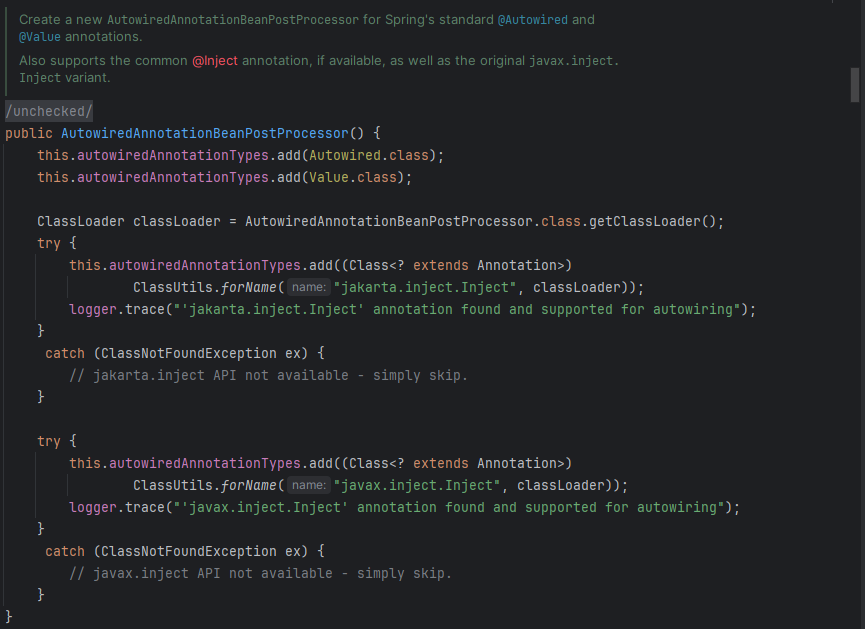 Create a new AutowiredAnnotationBeanPostProcessor for Spring's standard @Autowired and
@Value annotations.
Also supports the common @Inject annotation, if available, as well as the original javax.inject.
Inject variant.
/unchecked/
public AutowiredAnnotationBeanPostProcessor() {
    this.autowiredAnnotationTypes.add(Autowired.class);
    this.autowiredAnnotationTypes.add(Value.class);

    ClassLoader classLoader = AutowiredAnnotationBeanPostProcessor.class.getClassLoader();
    try {
        this.autowiredAnnotationTypes.add((Class<? extends Annotation>)
                ClassUtils.forName( name: "jakarta.inject.Inject", classLoader));
        logger.trace("'jakarta.inject.Inject' annotation found and supported for autowiring");
    }
     catch (ClassNotFoundException ex) {
        // jakarta.inject API not available - simply skip.
    }

    try {
        this.autowiredAnnotationTypes.add((Class<? extends Annotation>)
                ClassUtils.forName( name: "javax.inject.Inject", classLoader));
        logger.trace("'javax.inject.Inject' annotation found and supported for autowiring");
    }
     catch (ClassNotFoundException ex) {
        // javax.inject API not available - simply skip.
    }
}